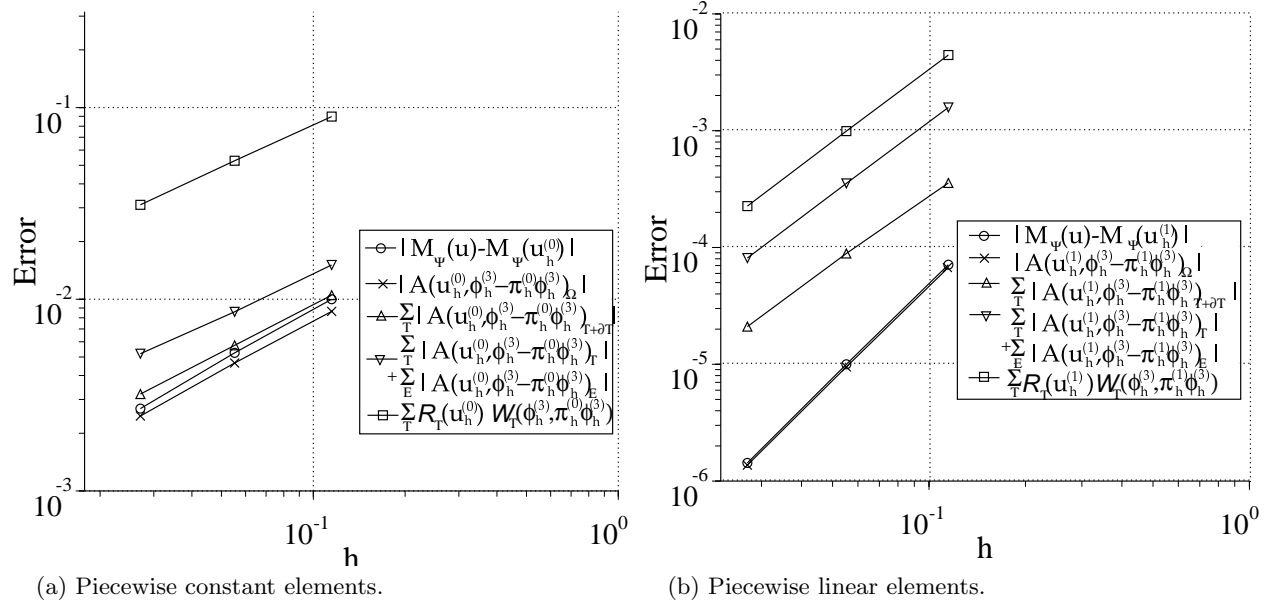 10⁻¹
10⁻²
10⁻³
Error
10⁻¹
10⁰
h
| M_ψ(u)-M_ψ(u_h^(0)) |
| A(u_h^(0),ϕ_h^(3)–π_h^(0)ϕ_h^(3))_Ω |
Σ_T | A(u_h^(0),ϕ_h^(3)–π_h^(0)ϕ_h^(3))_T+∂T |
Σ_T | A(u_h^(0),ϕ_h^(3)–π_h^(0)ϕ_h^(3))_T |
+Σ_E | A(u_h^(0),ϕ_h^(3)–π_h^(0)ϕ_h^(3))_E |
Σ_T R_T(u_h^(0)) W_T(ϕ_h^(3),π_h^(0)ϕ_h^(3))
(a) Piecewise constant elements.
10⁻²
10⁻³
10⁻⁴
10⁻⁵
10⁻⁶
Error
10⁻¹
10⁰
h
| M_ψ(u)-M_ψ(u_h^(1)) |
| A(u_h^(1),ϕ_h^(3)–π_h^(1)ϕ_h^(3))_Ω |
Σ_T | A(u_h^(1),ϕ_h^(3)–π_h^(1)ϕ_h^(3))_T+∂T |
Σ_T | A(u_h^(1),ϕ_h^(3)–π_h^(1)ϕ_h^(3))_T |
+Σ_E | A(u_h^(1),ϕ_h^(3)–π_h^(1)ϕ_h^(3))_E |
Σ_T R_T(u_h^(1)) W_T(ϕ_h^(3),π_h^(1)ϕ_h^(3))
(b) Piecewise linear elements.